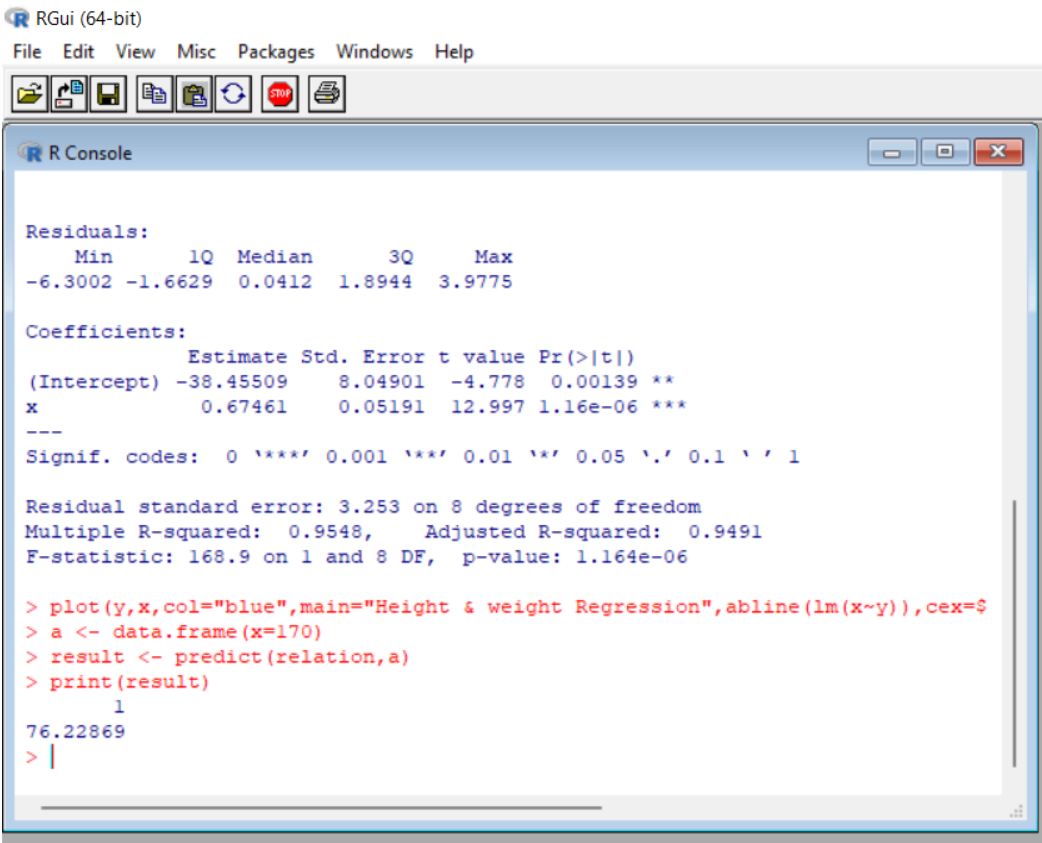 RGui (64-bit)
File Edit View Misc Packages Windows Help
STOP
R Console
Residuals:
    Min      1Q  Median      3Q     Max
-6.3002 -1.6629  0.0412  1.8944  3.9775
Coefficients:
             Estimate Std. Error t value Pr(>|t|)
(Intercept) -38.45509    8.04901  -4.778  0.00139 **
x             0.67461    0.05191  12.997 1.16e-06 ***
---
Signif. codes:  0 ‘***’ 0.001 ‘**’ 0.01 ‘*’ 0.05 ‘.’ 0.1 ‘ ’ 1
Residual standard error: 3.253 on 8 degrees of freedom
Multiple R-squared:  0.9548,    Adjusted R-squared:  0.9491
F-statistic: 168.9 on 1 and 8 DF,  p-value: 1.164e-06
> plot(y,x,col="blue",main="Height & weight Regression",abline(lm(x~y)),cex=$
> a <- data.frame(x=170)
> result <- predict(relation,a)
> print(result)
       1
76.22869
>